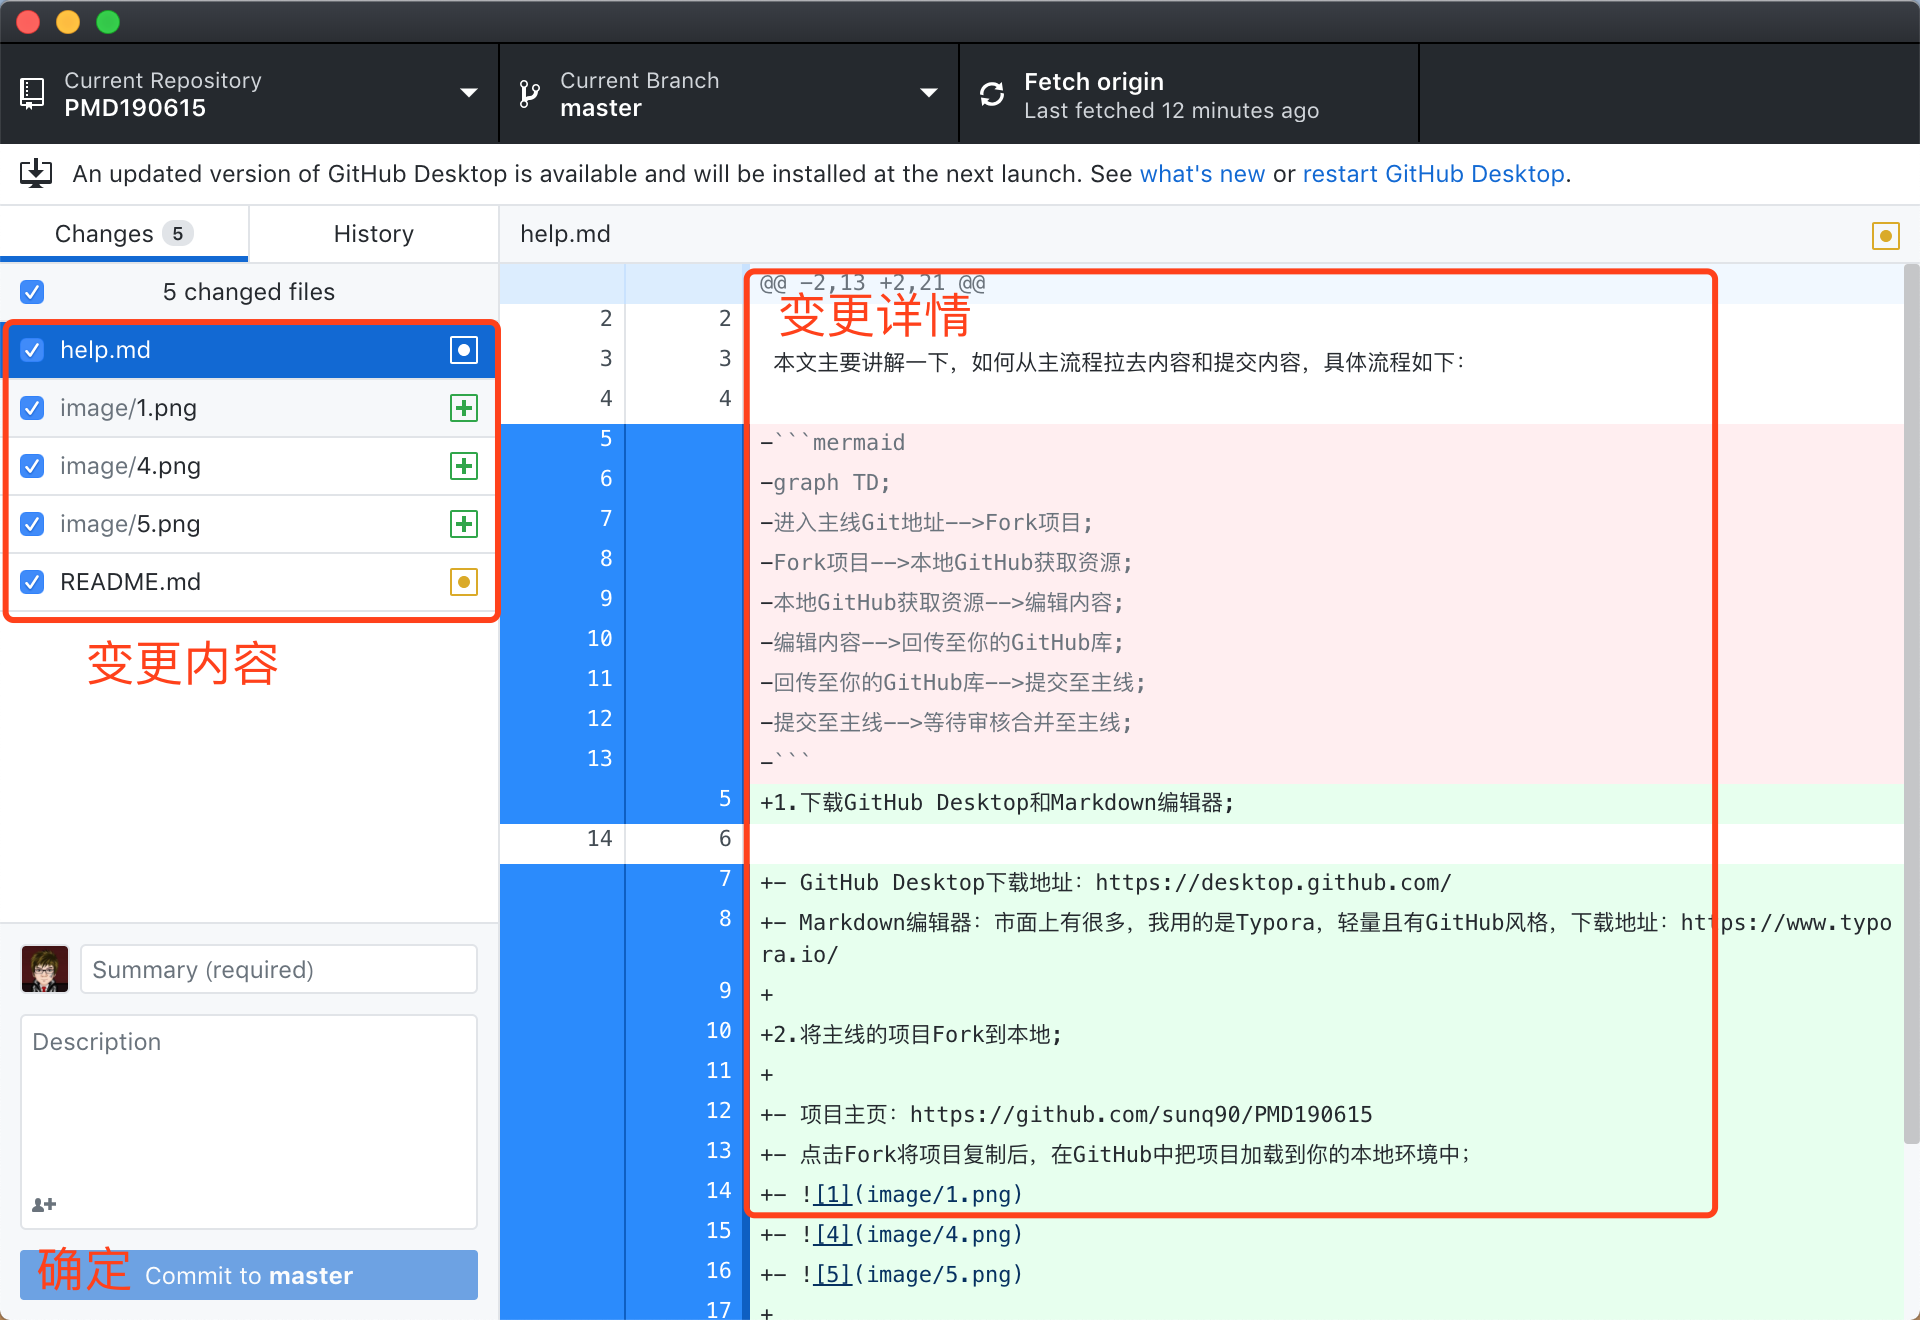 Current Repository
PMD190615
Current Branch
master
Fetch origin
Last fetched 12 minutes ago
An updated version of GitHub Desktop is available and will be installed at the next launch. See what's new or restart GitHub Desktop.
Changes 5
History
help.md
5 changed files
help.md
image/1.png
image/4.png
image/5.png
README.md
变更内容
Summary (required)
Description
确定 Commit to master
@@ -2,13 +2,21 @@
变更详情
2 2
3 3 本文主要讲解一下，如何从主流程拉去内容和提交内容，具体流程如下：
4 4
5 -```mermaid
6 -graph TD;
7 -进入主线Git地址-->Fork项目;
8 -Fork项目-->本地GitHub获取资源;
9 -本地GitHub获取资源-->编辑内容;
10 -编辑内容-->回传至你的GitHub库;
11 -回传至你的GitHub库-->提交至主线;
12 -提交至主线-->等待审核合并至主线;
13 -```
5 +1.下载GitHub Desktop和Markdown编辑器;
14 6
7 +- GitHub Desktop下载地址：https://desktop.github.com/
8 +- Markdown编辑器：市面上有很多，我用的是Typora，轻量且有GitHub风格，下载地址：https://www.typo
ra.io/
9 +
10 +2.将主线的项目Fork到本地;
11 +
12 +- 项目主页：https://github.com/sunq90/PMD190615
13 +- 点击Fork将项目复制后，在GitHub中把项目加载到你的本地环境中；
14 +- ![1](image/1.png)
15 +- ![4](image/4.png)
16 +- ![5](image/5.png)
17 +